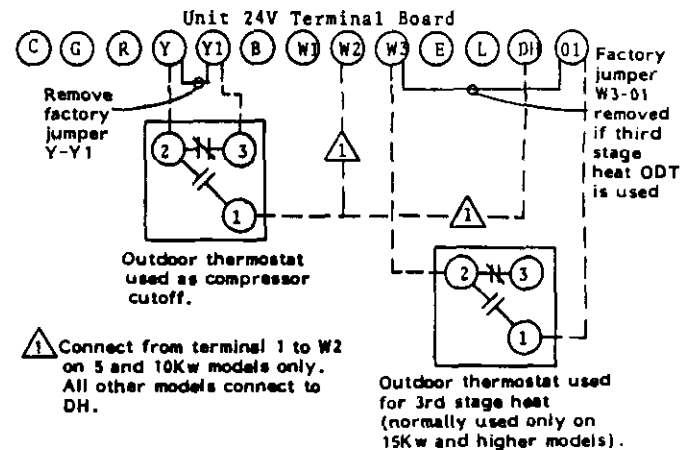 Unit 24V Terminal Board
C G R Y Y1 B W1 W2 W3 E L DH 01
Remove
factory
jumper
Y-Y1
Factory
jumper
W3-01
removed
if third
stage
heat ODT
is used
2 3
1
1
1
Outdoor thermostat
used as compressor
cutoff.
2 3
1
1 Connect from terminal 1 to W2
on 5 and 10Kw models only.
All other models connect to
DH.
Outdoor thermostat used
for 3rd stage heat
(normally used only on
15Kw and higher models).